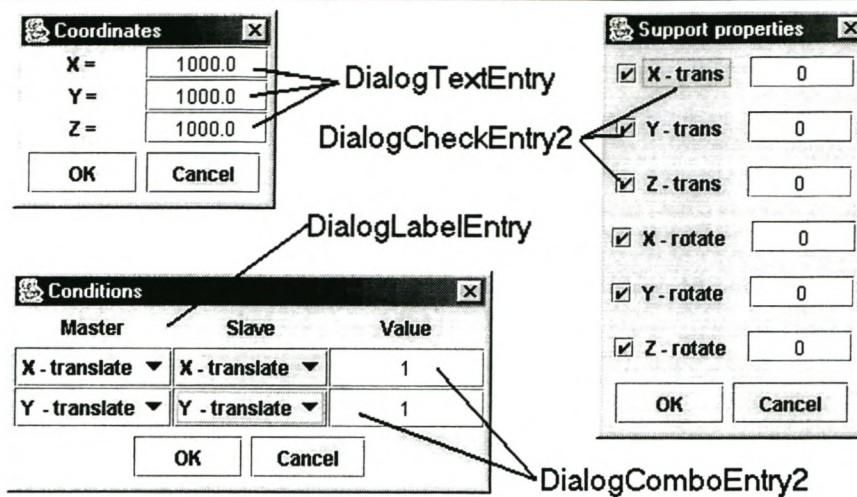 Coordinates
X = 1000.0
Y = 1000.0
Z = 1000.0
OK Cancel
DialogTextEntry
DialogCheckEntry2
DialogLabelEntry
Support properties
X - trans 0
Y - trans 0
Z - trans 0
X - rotate 0
Y - rotate 0
Z - rotate 0
OK Cancel
Conditions
Master Slave Value
X - translate X - translate 1
Y - translate Y - translate 1
OK Cancel
DialogComboEntry2